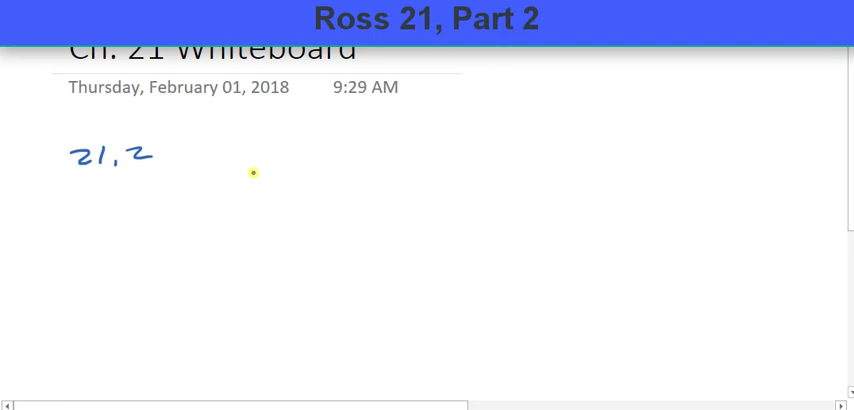 Ross 21, Part 2
Ch. 21 Whiteboard
Thursday, February 01, 2018 9:29 AM
21.2